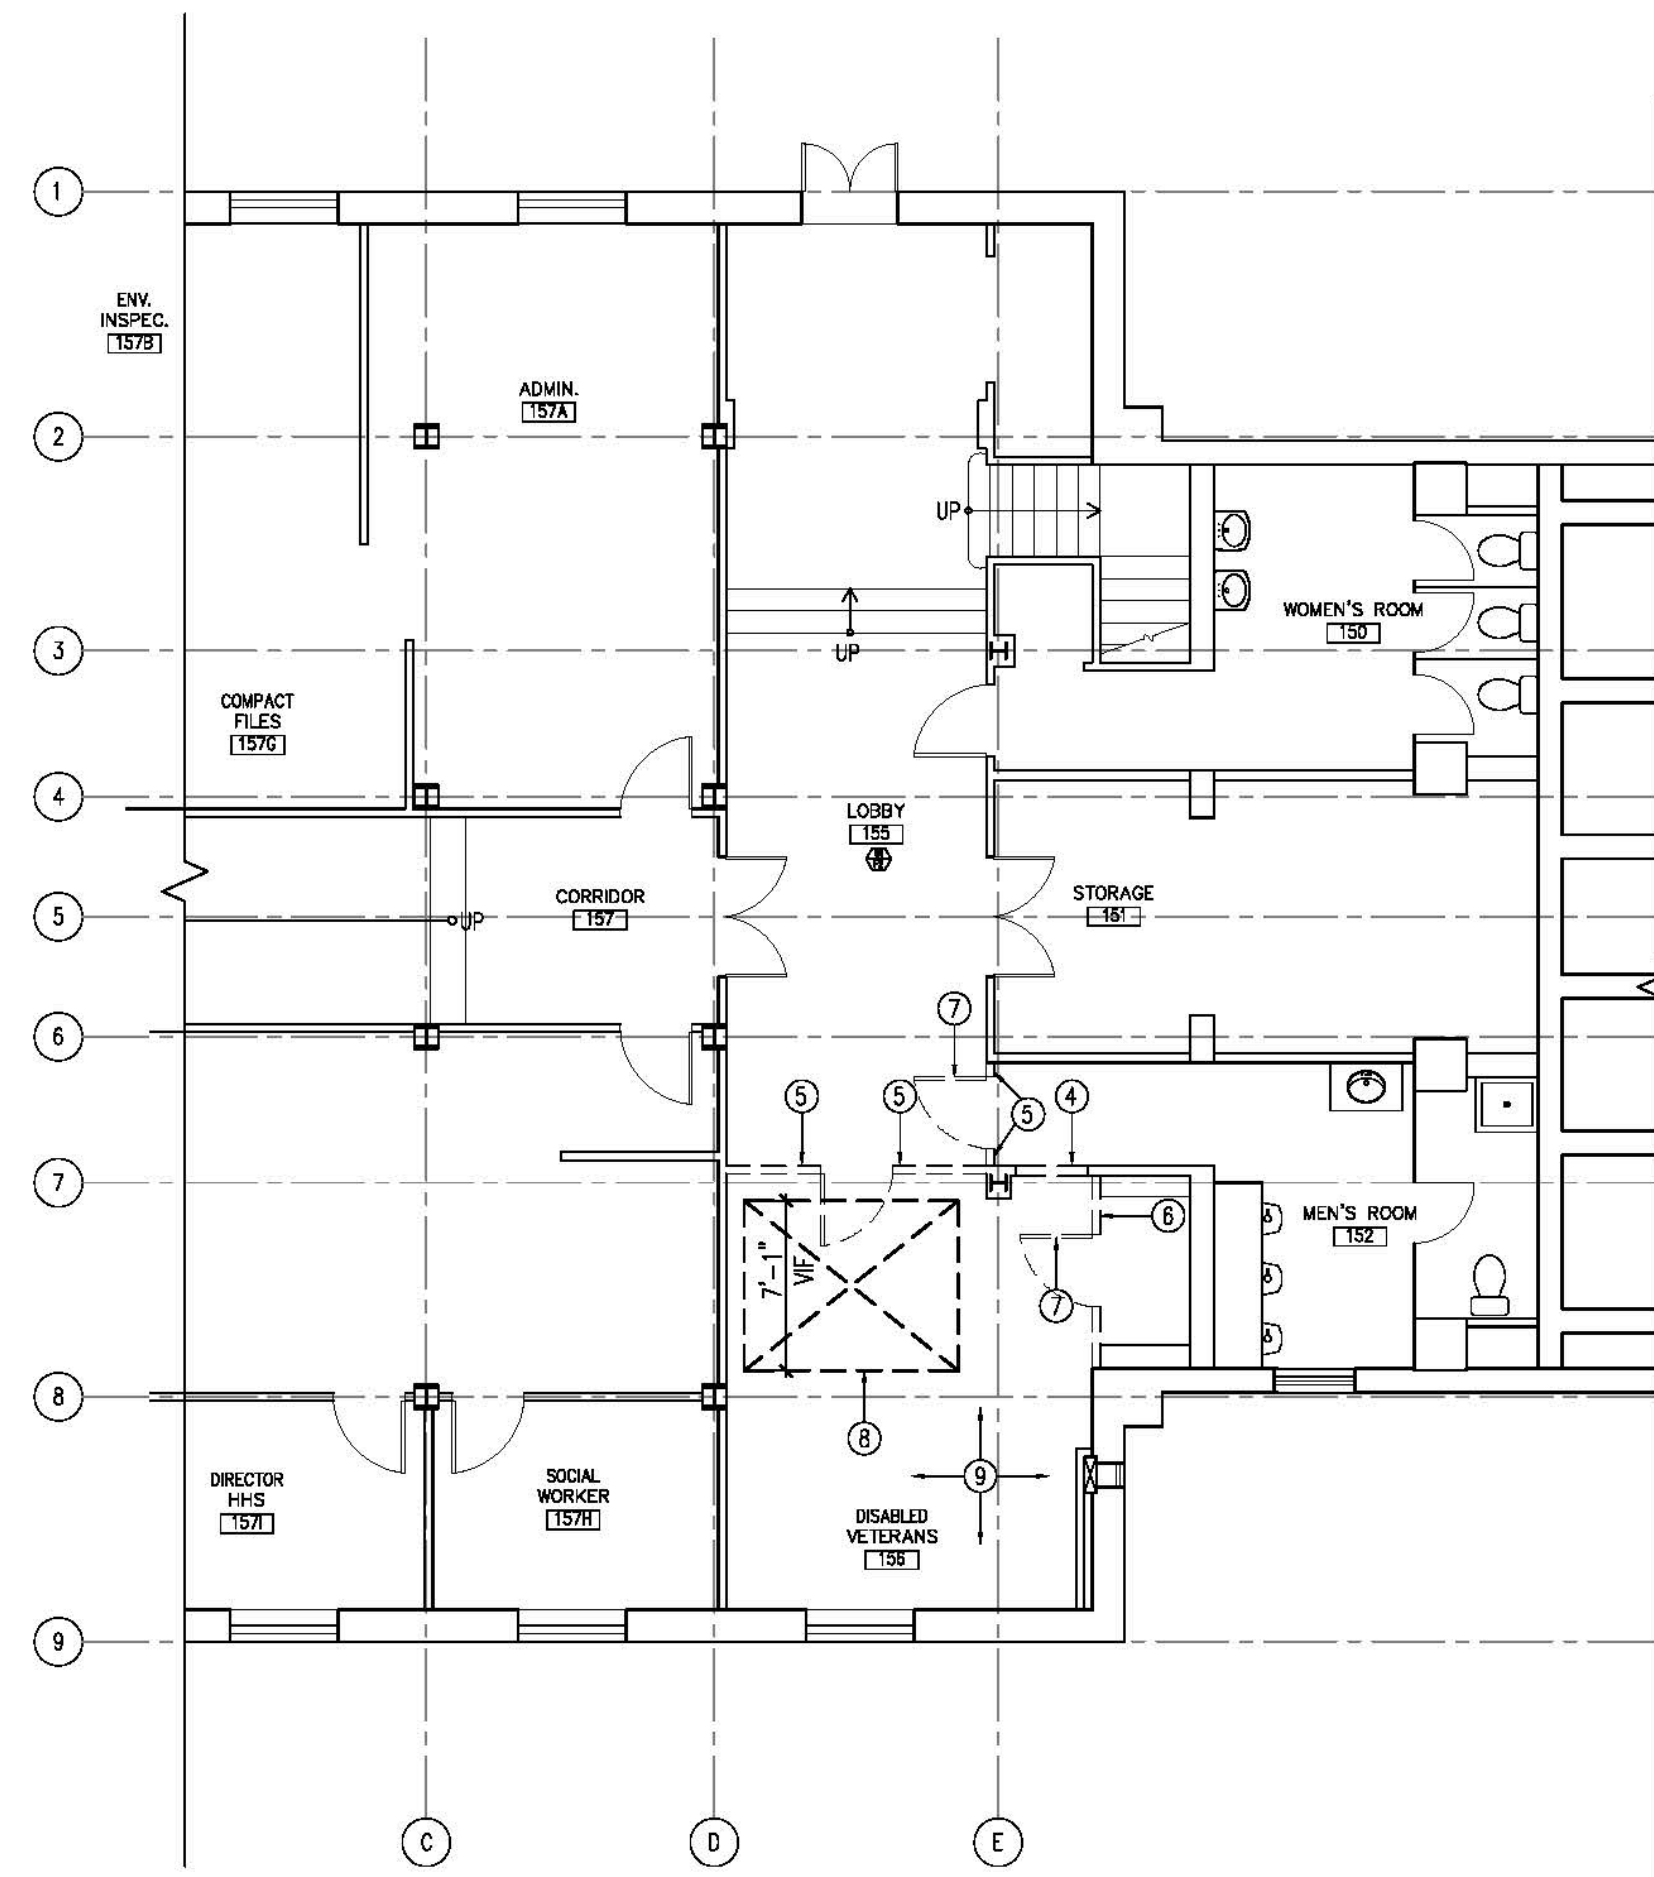 1
ENV.
INSPEC.
157B
ADMIN.
157A
2
UP
WOMEN'S ROOM
150
3
UP
COMPACT
FILES
157G
4
LOBBY
155
CORRIDOR
157
STORAGE
151
5
UP
7
6
5
5
5
4
7
6
MEN'S ROOM
152
7'-1"
VIF
7
8
8
9
DIRECTOR
HHS
157I
SOCIAL
WORKER
157H
DISABLED
VETERANS
156
9
C
D
E